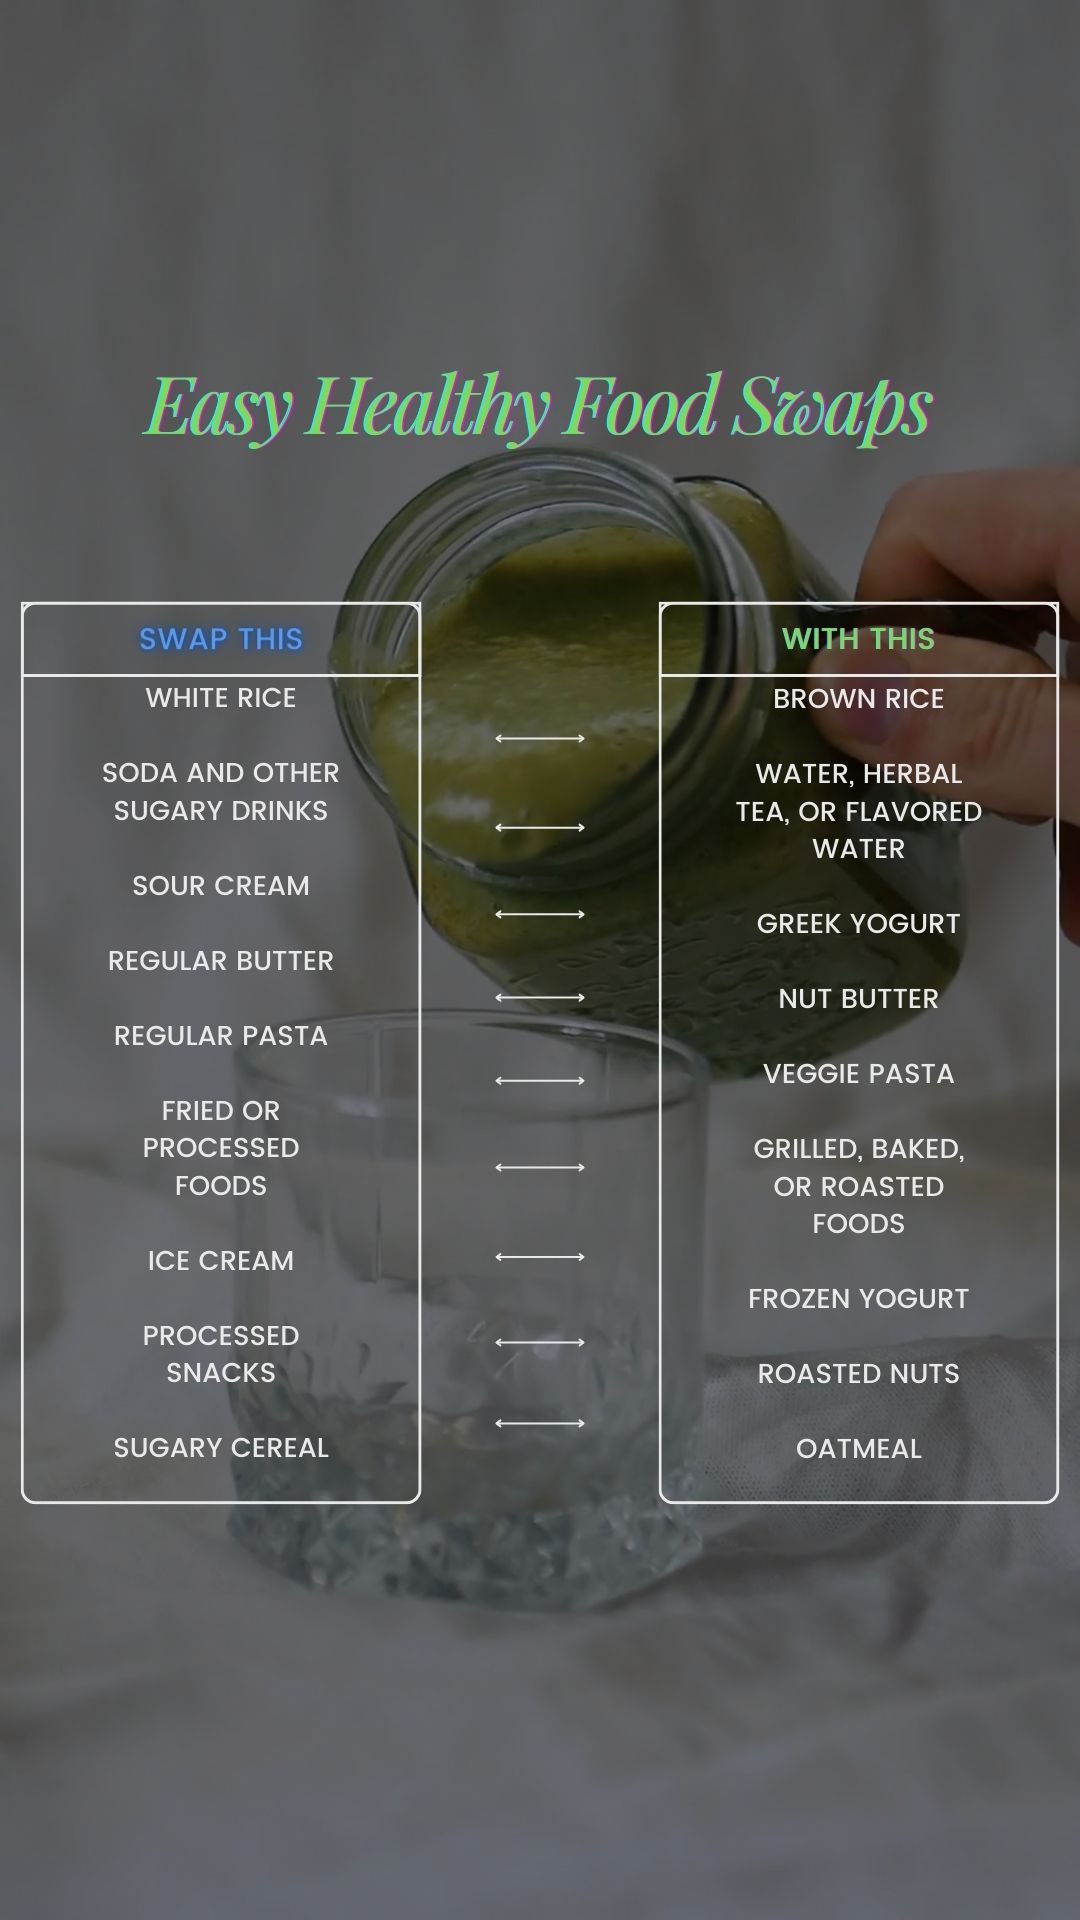 Easy Healthy Food Swaps
SWAP THIS
WHITE RICE
SODA AND OTHER
SUGARY DRINKS
SOUR CREAM
REGULAR BUTTER
REGULAR PASTA
FRIED OR
PROCESSED
FOODS
ICE CREAM
PROCESSED
SNACKS
SUGARY CEREAL
WITH THIS
BROWN RICE
WATER, HERBAL
TEA, OR FLAVORED
WATER
GREEK YOGURT
NUT BUTTER
VEGGIE PASTA
GRILLED, BAKED,
OR ROASTED
FOODS
FROZEN YOGURT
ROASTED NUTS
OATMEAL